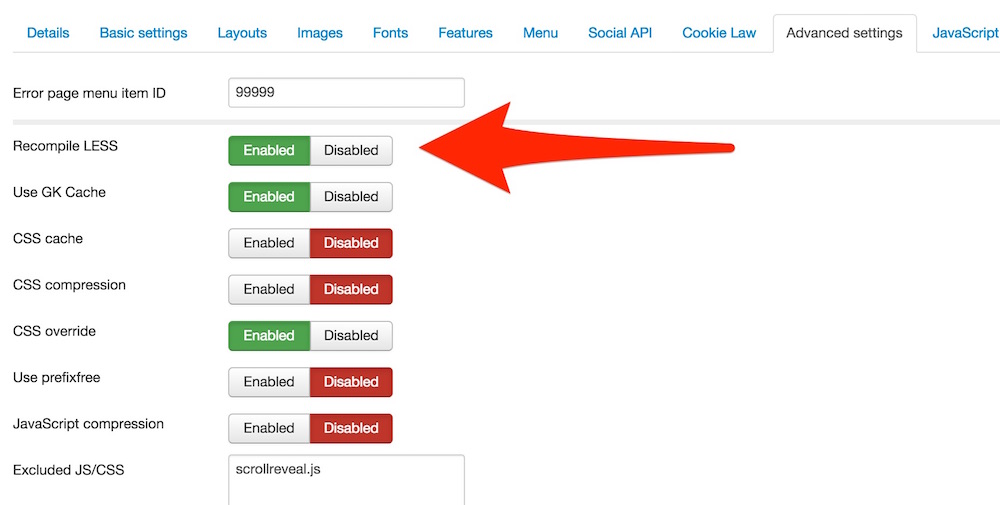 Details Basic settings Layouts Images Fonts Features Menu Social API Cookie Law Advanced settings JavaScript
Error page menu item ID 99999
Recompile LESS Enabled Disabled
Use GK Cache Enabled Disabled
CSS cache Enabled Disabled
CSS compression Enabled Disabled
CSS override Enabled Disabled
Use prefixfree Enabled Disabled
JavaScript compression Enabled Disabled
Excluded JS/CSS scrollreveal.js